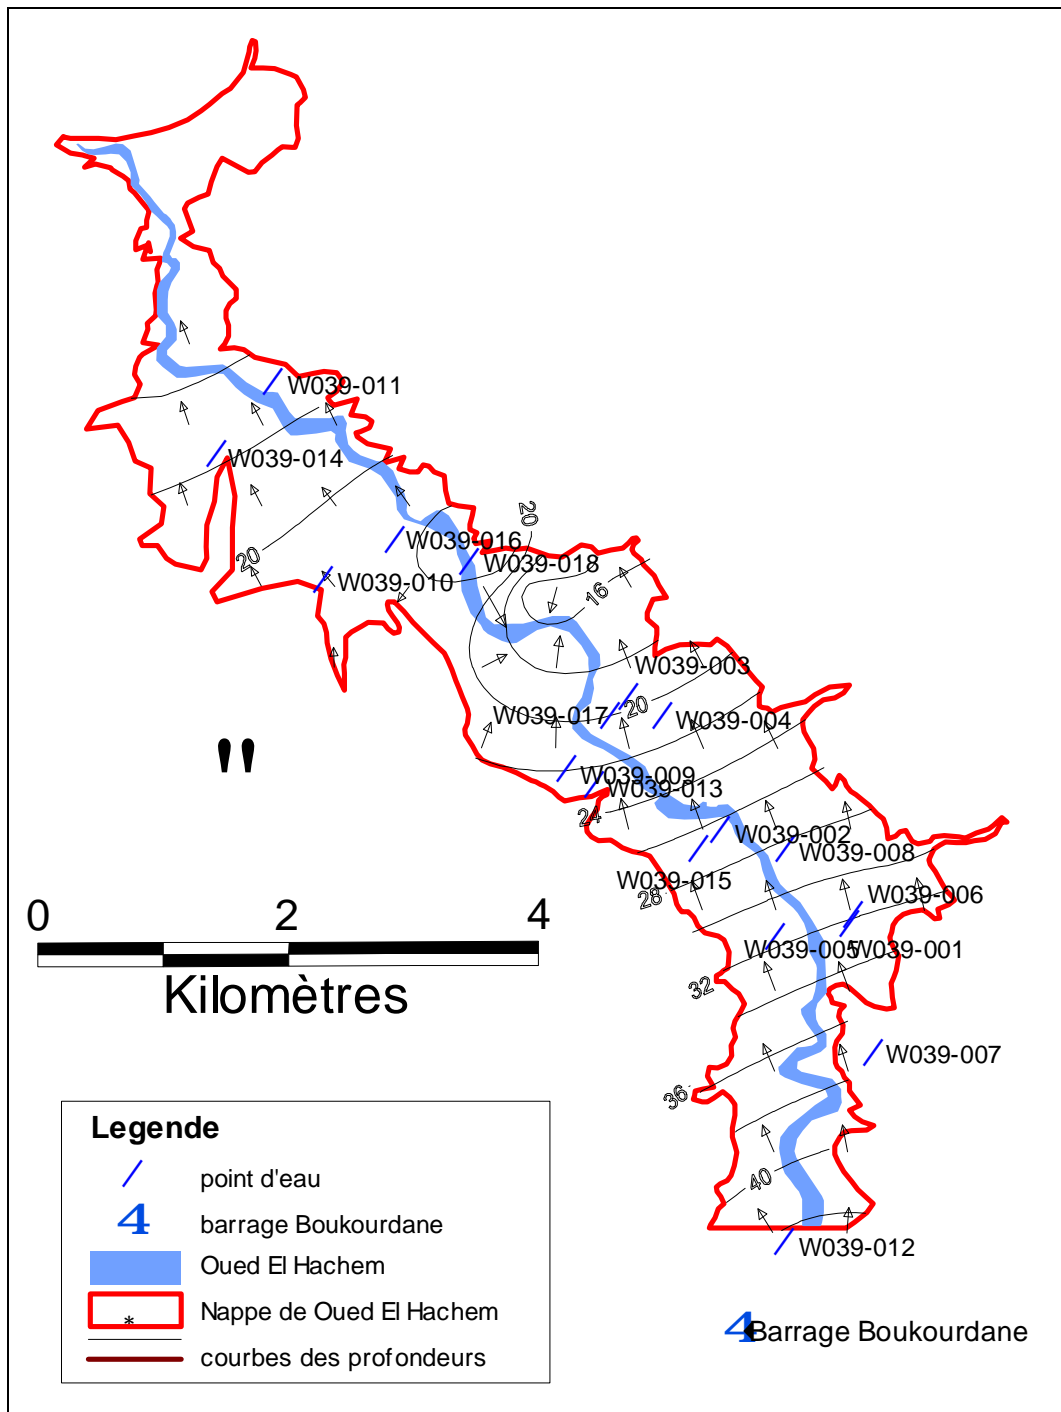 W039-011
W039-014
20
W039-016
20
W039-018
W039-010
16
W039-003
W039-017
20
W039-004
W039-009
W039-013
24
W039-002
W039-008
W039-015
28
W039-006
W039-005
W039-001
32
W039-007
36
40
W039-012
"
0 2 4
Kilomètres
Legende
point d'eau
4 barrage Boukourdane
Oued El Hachem
* Nappe de Oued El Hachem
courbes des profondeurs
4 Barrage Boukourdane